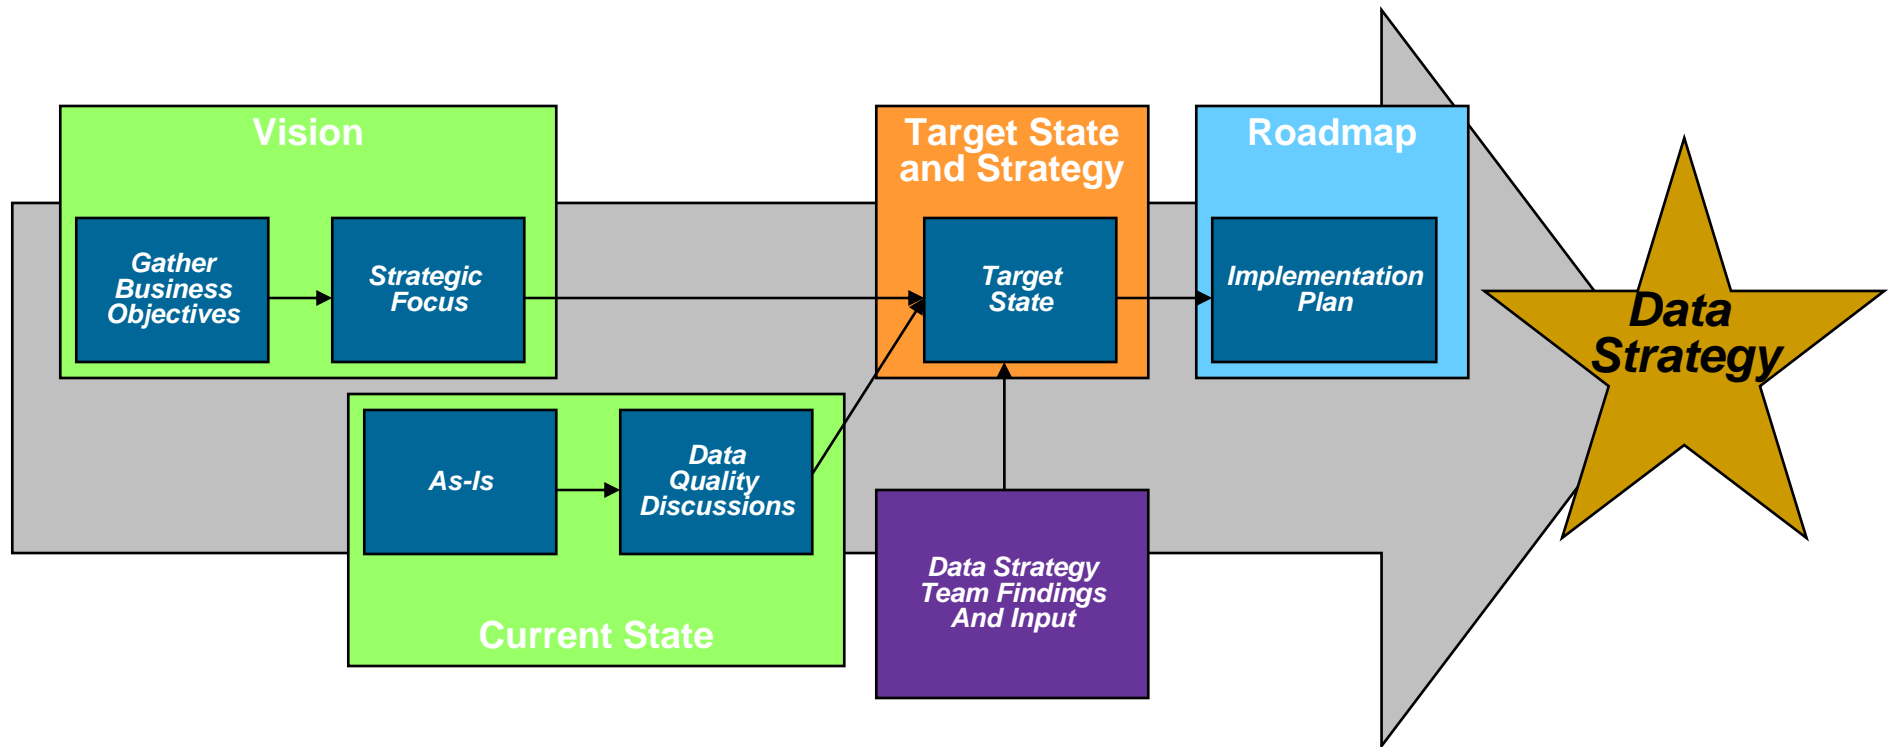 Vision
Gather
Business
Objectives
Strategic
Focus
Target State
and Strategy
Target
State
Roadmap
Implementation
Plan
Data
Strategy
As-Is
Data
Quality
Discussions
Current State
Data Strategy
Team Findings
And Input